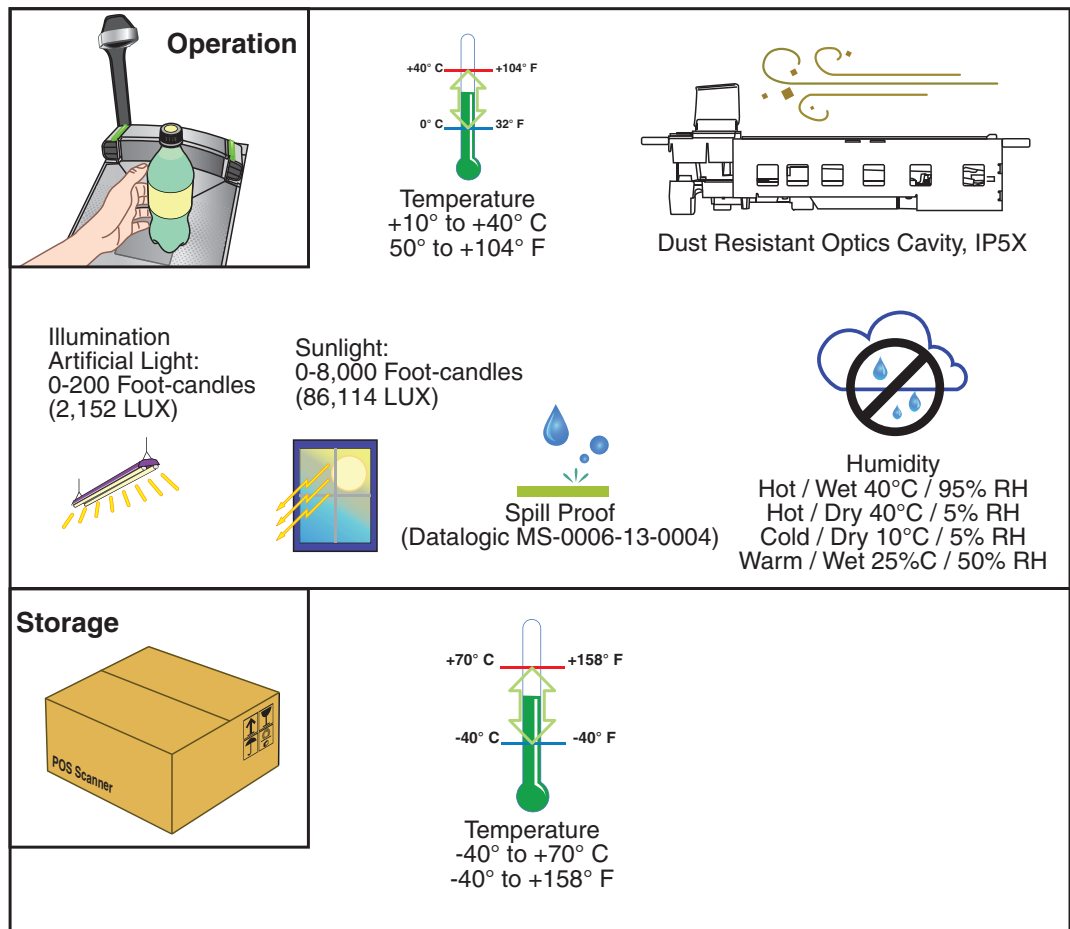 Operation
+40° C
+104° F
0° C
32° F
Temperature
+10° to +40° C
50° to +104° F
Dust Resistant Optics Cavity, IP5X
Illumination
Artificial Light:
0-200 Foot-candles
(2,152 LUX)
Sunlight:
0-8,000 Foot-candles
(86,114 LUX)
Spill Proof
(Datalogic MS-0006-13-0004)
Humidity
Hot / Wet 40°C / 95% RH
Hot / Dry 40°C / 5% RH
Cold / Dry 10°C / 5% RH
Warm / Wet 25%C / 50% RH
Storage
POS Scanner
+70° C
+158° F
-40° C
-40° F
Temperature
-40° to +70° C
-40° to +158° F